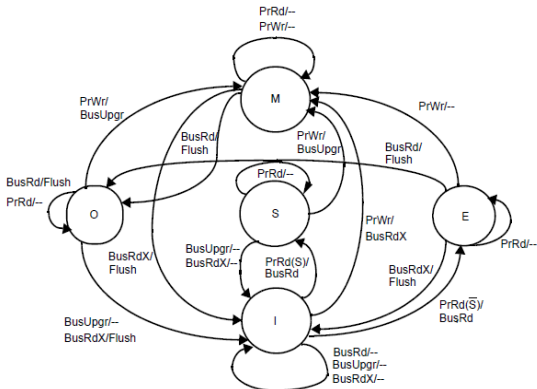 PrRd/--
PrWr/--
M
PrWr/
BusUpgr
PrWr/--
BusRd/
Flush
PrWr/
BusUpgr
BusRd/
Flush
PrRd/--
BusRd/Flush
PrRd/--
O
S
E
PrWr/
BusRdX
PrRd/--
BusRdX/
Flush
BusUpgr/--
BusRdX/--
PrRd(S)/
BusRd
BusRdX/
Flush
PrRd(S̅)/
BusRd
BusUpgr/--
BusRdX/Flush
I
BusRd/--
BusUpgr/--
BusRdX/--